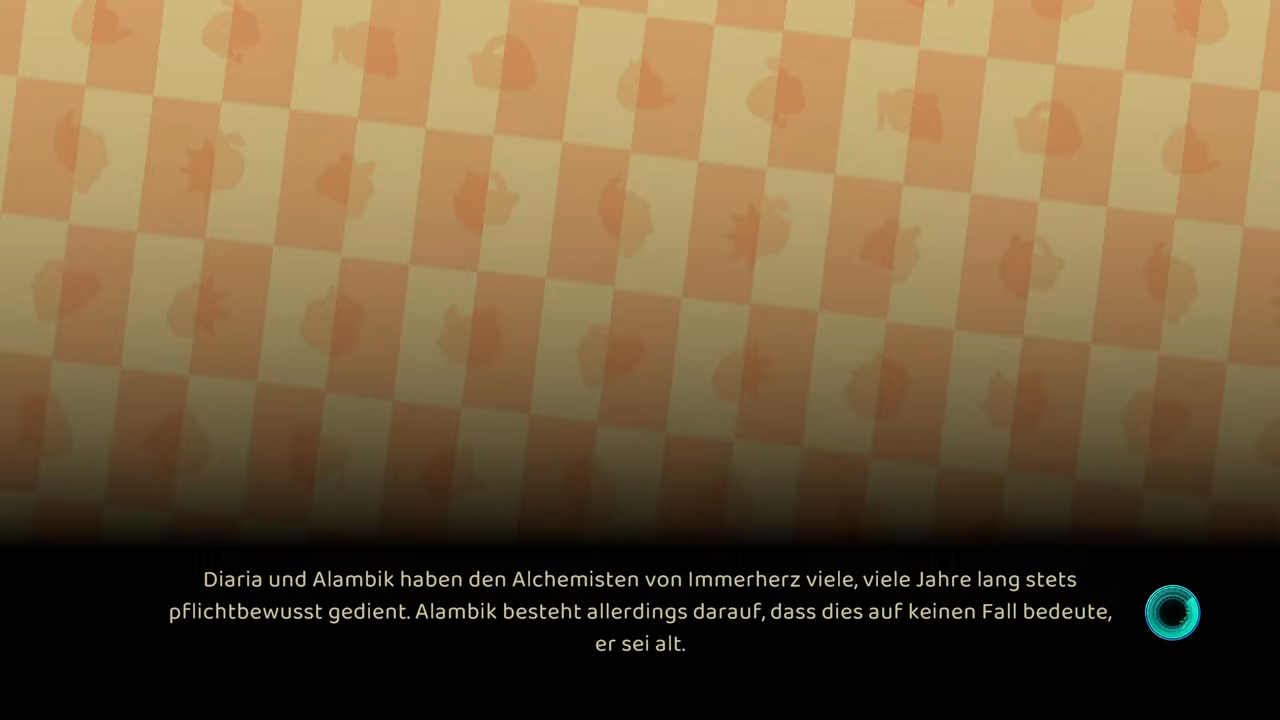 Diaria und Alambik haben den Alchemisten von Immerherz viele, viele Jahre lang stets
pflichtbewusst gedient. Alambik besteht allerdings darauf, dass dies auf keinen Fall bedeute,
er sei alt.